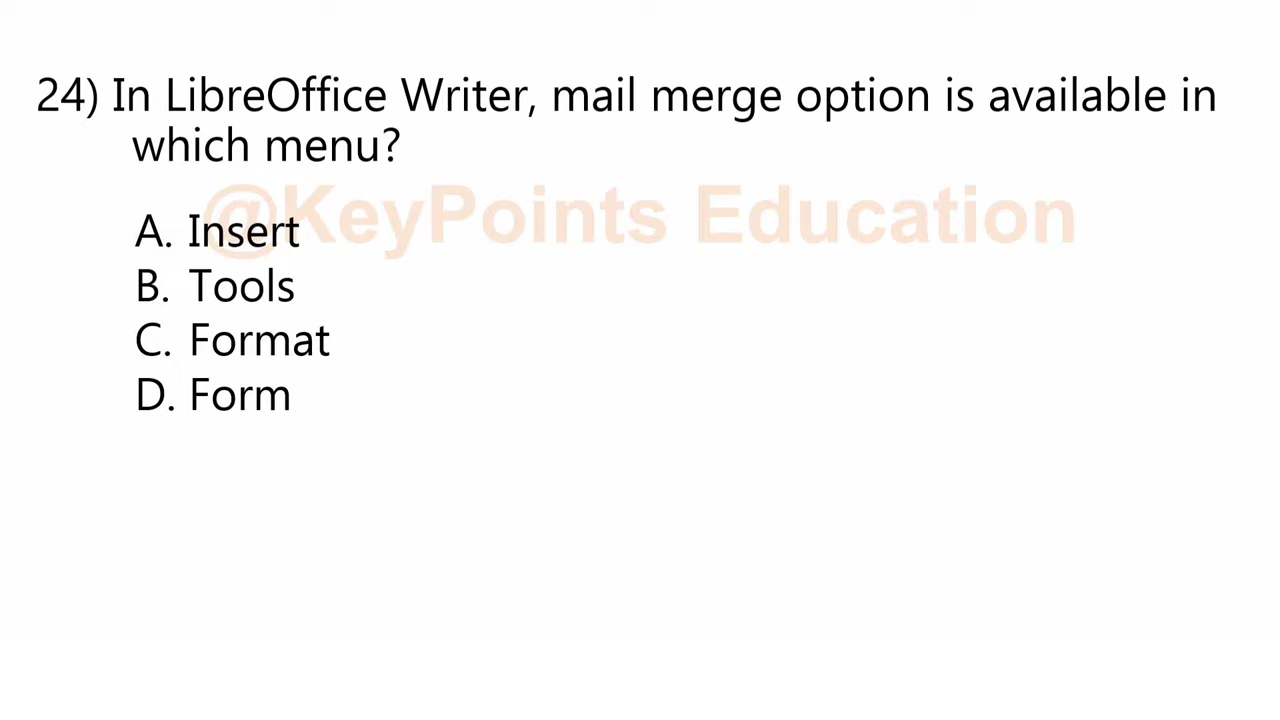 24) In LibreOffice Writer, mail merge option is available in
which menu?
@KeyPoints Education
A. Insert
B. Tools
C. Format
D. Form